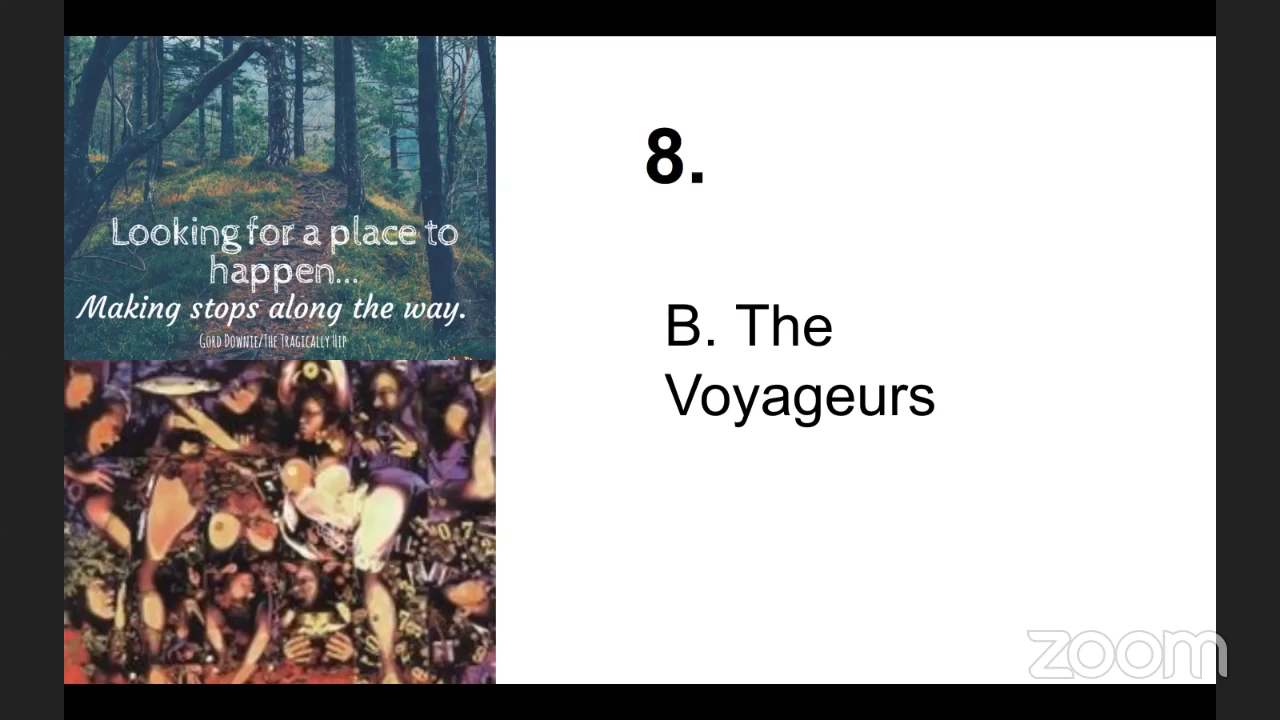 Looking for a place to
happen...
Making stops along the way.
Gord Downie/The Tragically Hip
8.
B. The
Voyageurs
zoom